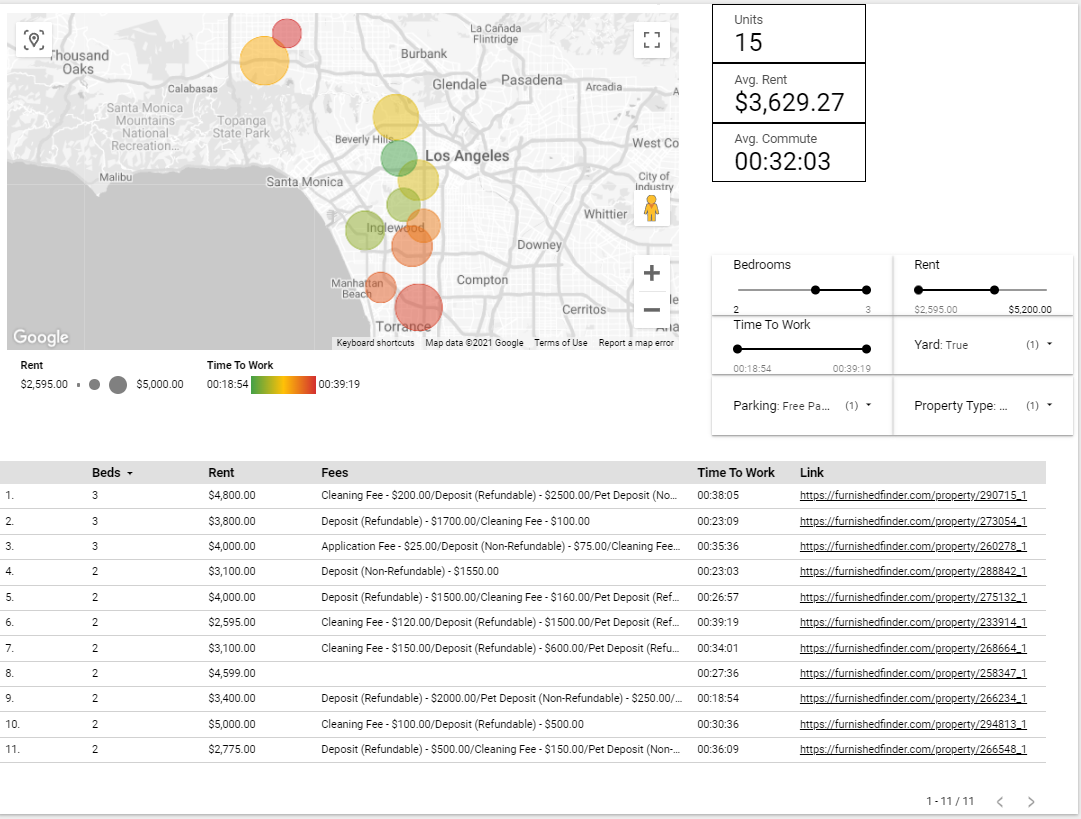 Thousand
Oaks
La Cañada
Flintridge
Burbank
Glendale
Pasadena
Arcadia
Calabasas
Santa Monica
Mountains
National
Recreation...
Topanga
State Park
Beverly Hills
Los Angeles
West Co
City of
Industry
Malibu
Santa Monica
Whittier
Inglewood
Downey
Manhattan
Beach
Compton
Cerritos
Torrance
Google
Keyboard shortcuts Map data ©2021 Google Terms of Use Report a map error
Rent
$2,595.00 $5,000.00
Time To Work
00:18:54 00:39:19
Units
15
Avg. Rent
$3,629.27
Avg. Commute
00:32:03
Bedrooms
2 3
Rent
$2,595.00 $5,200.00
Time To Work
00:18:54 00:39:19
Yard: True (1)
Parking: Free Pa... (1)
Property Type: ... (1)
Beds Rent Fees Time To Work Link
1. 3 $4,800.00 Cleaning Fee - $200.00/Deposit (Refundable) - $2500.00/Pet Deposit (No... 00:38:05 https://furnishedfinder.com/property/290715_1
2. 3 $3,800.00 Deposit (Refundable) - $1700.00/Cleaning Fee - $100.00 00:23:09 https://furnishedfinder.com/property/273054_1
3. 3 $4,000.00 Application Fee - $25.00/Deposit (Non-Refundable) - $75.00/Cleaning Fee... 00:35:36 https://furnishedfinder.com/property/260278_1
4. 2 $3,100.00 Deposit (Non-Refundable) - $1550.00 00:23:03 https://furnishedfinder.com/property/288842_1
5. 2 $4,000.00 Deposit (Refundable) - $1500.00/Cleaning Fee - $160.00/Pet Deposit (Ref... 00:26:57 https://furnishedfinder.com/property/275132_1
6. 2 $2,595.00 Cleaning Fee - $120.00/Deposit (Refundable) - $1500.00/Pet Deposit (Ref... 00:39:19 https://furnishedfinder.com/property/233914_1
7. 2 $3,100.00 Cleaning Fee - $150.00/Deposit (Refundable) - $600.00/Pet Deposit (Refu... 00:34:01 https://furnishedfinder.com/property/268664_1
8. 2 $4,599.00 00:27:36 https://furnishedfinder.com/property/258347_1
9. 2 $3,400.00 Deposit (Refundable) - $2000.00/Pet Deposit (Non-Refundable) - $250.00/... 00:18:54 https://furnishedfinder.com/property/266234_1
10. 2 $5,000.00 Cleaning Fee - $100.00/Deposit (Refundable) - $500.00 00:30:36 https://furnishedfinder.com/property/294813_1
11. 2 $2,775.00 Deposit (Refundable) - $500.00/Cleaning Fee - $150.00/Pet Deposit (Non-... 00:36:09 https://furnishedfinder.com/property/266548_1
1 - 11 / 11